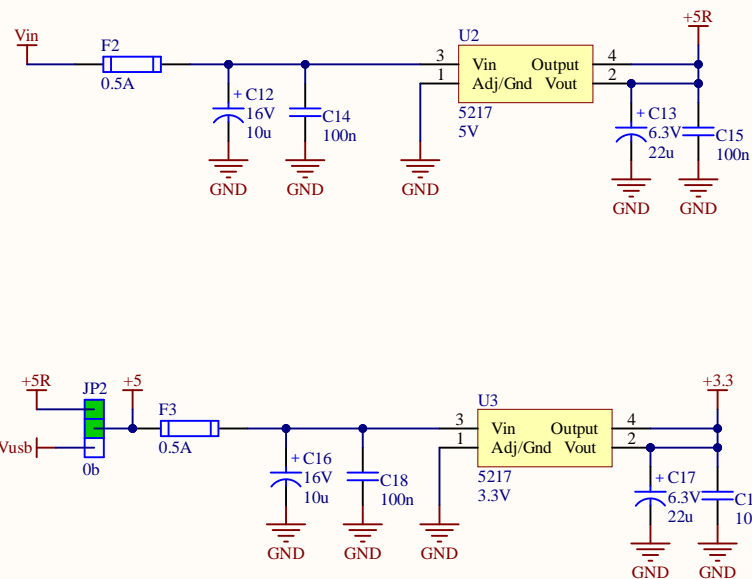 Vin
F2
0.5A
+ C12
16V
10u
C14
100n
GND
GND
U2
3 Vin Output 4
1 Adj/Gnd Vout 2
5217
5V
GND
+5R
+ C13
6.3V
22u
C15
100n
GND
GND
+5R
JP2
+5
Vusb
0b
F3
0.5A
+ C16
16V
10u
C18
100n
GND
GND
U3
3 Vin Output 4
1 Adj/Gnd Vout 2
5217
3.3V
GND
+3.3
+ C17
6.3V
22u
GND
GND